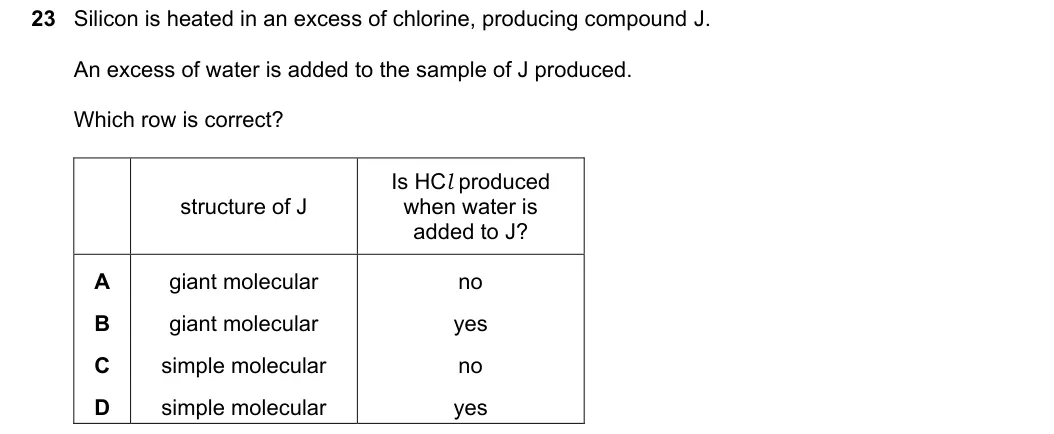 23 Silicon is heated in an excess of chlorine, producing compound J.
An excess of water is added to the sample of J produced.
Which row is correct?
structure of J
Is HCl produced
when water is
added to J?
A giant molecular no
B giant molecular yes
C simple molecular no
D simple molecular yes